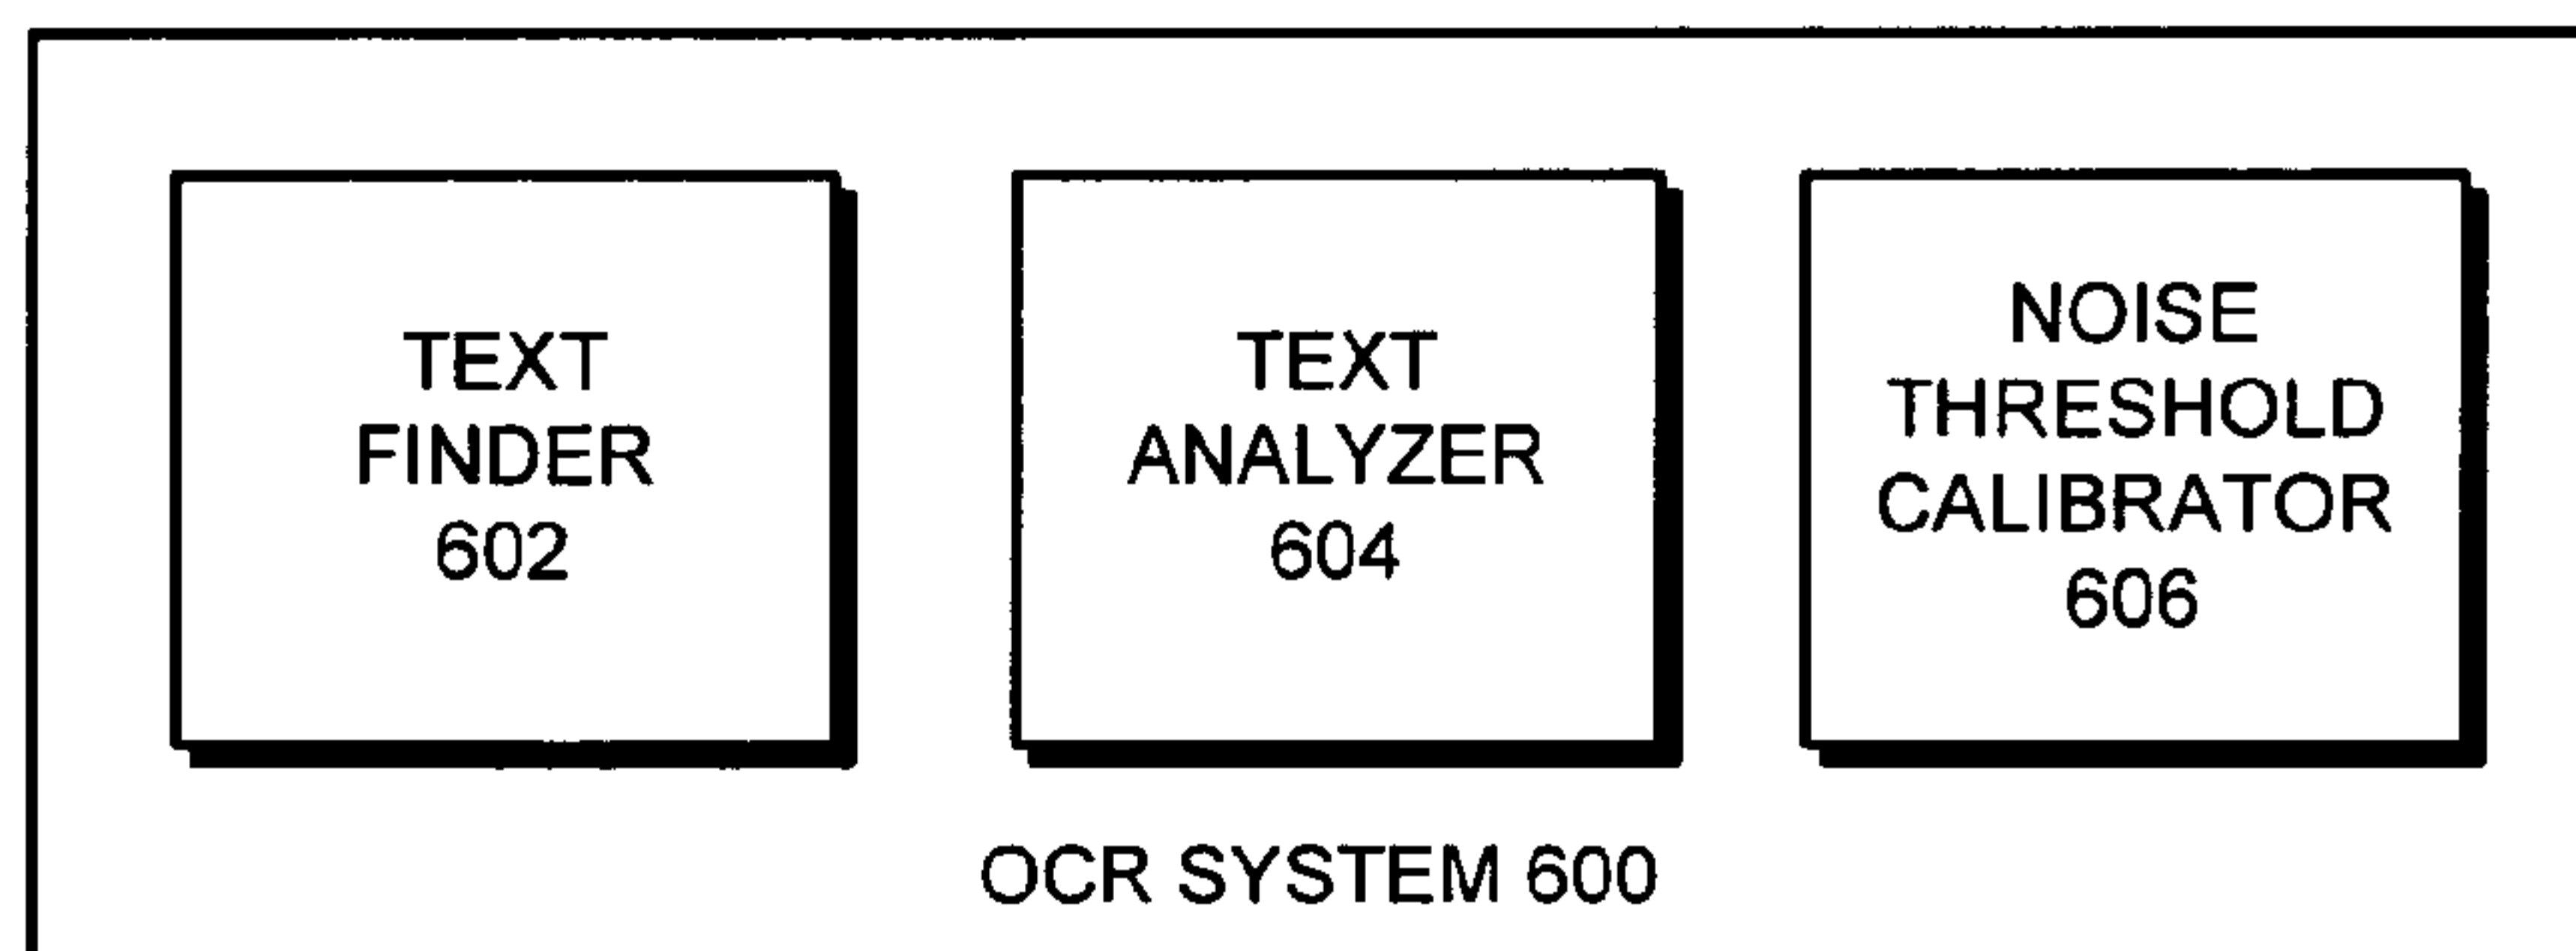 TEXT
FINDER
602
TEXT
ANALYZER
604
NOISE
THRESHOLD
CALIBRATOR
606
OCR SYSTEM 600